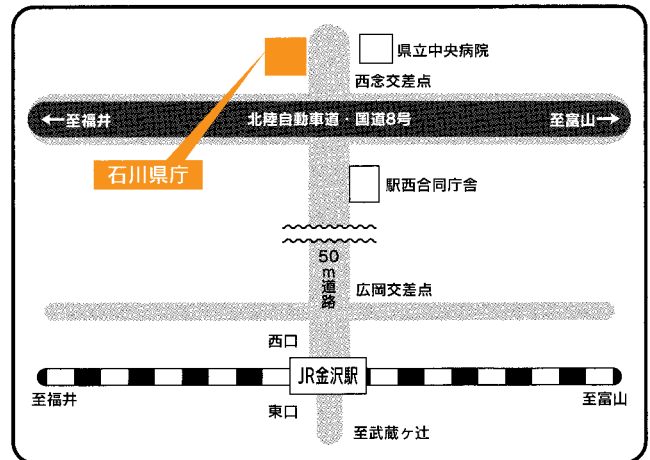 県立中央病院
西念交差点
←至福井
北陸自動車道・国道8号
至富山→
石川県庁
駅西合同庁舎
50m道路
広岡交差点
西口
JR金沢駅
至福井
至富山
東口
至武蔵ヶ辻